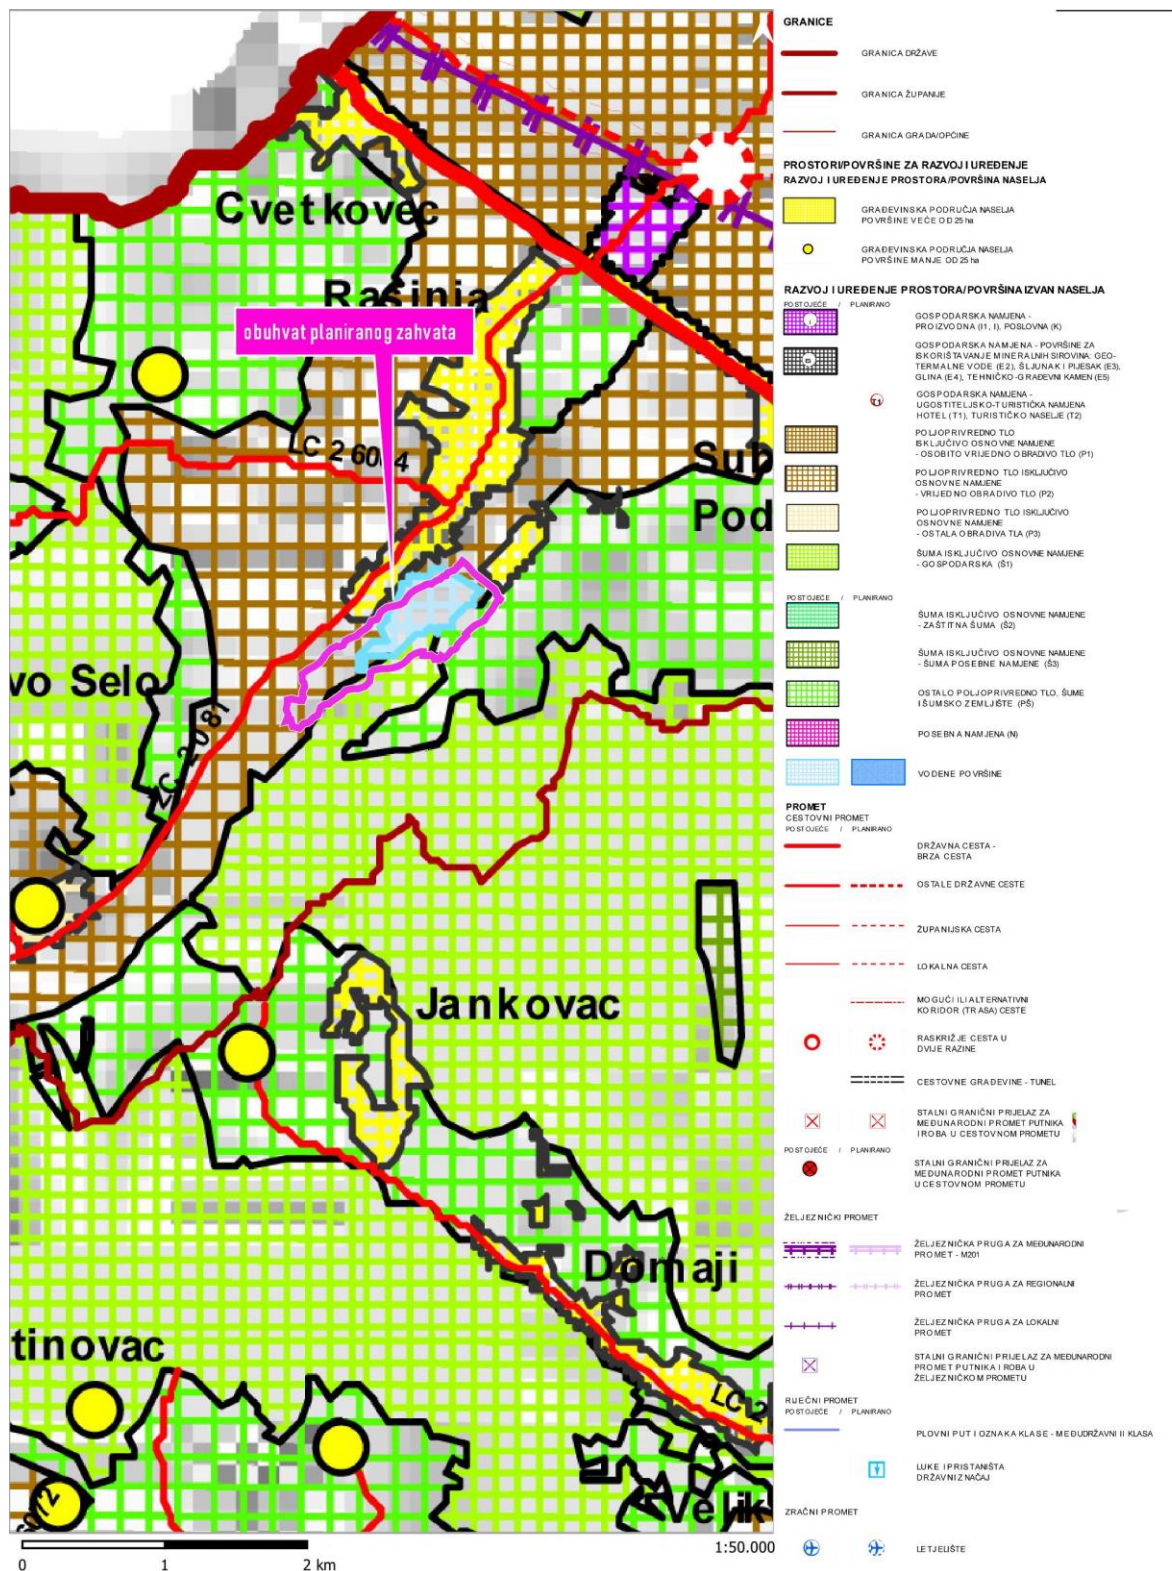 Cvetkovec
Rasinja
obuhvat planiranog zahvata
LC 2 60 4
Sub
Pod
vo Selo
ŽC 2 0 81
Jankovac
Domaji
tinovac
LC 2
Velik
60/2
0 1 2 km
1:50.000
GRANICE
GRANICA DRŽAVE
GRANICA ŽUPANIJE
GRANICA GRADA/OPĆINE
PROSTORI/POVRŠINE ZA RAZVOJ I UREĐENJE
RAZVOJ I UREĐENJE PROSTORA/POVRŠINA NASELJA
GRAĐEVINSKA PODRUČJA NASELJA
POVRŠINE VEĆE OD 25 ha
GRAĐEVINSKA PODRUČJA NASELJA
POVRŠINE MANJE OD 25 ha
RAZVOJ I UREĐENJE PROSTORA/POVRŠINA IZVAN NASELJA
POSTOJEĆE / PLANIRANO
GOSPODARSKA NAMJENA -
PROIZVODNA (I1, I), POSLOVNA (K)
GOSPODARSKA NAMJENA - POVRŠINE ZA
ISKORIŠTAVANJE MINERALNIH SIROVINA: GEO-
TERMALNE VODE (E2), ŠLJUNAK I PIJESAK (E3),
GLINA (E4), TEHNIČKO-GRAĐEVNI KAMEN (E5)
T1
GOSPODARSKA NAMJENA -
UGOSTITELJSKO-TURISTIČKA NAMJENA
HOTEL (T1), TURISTIČKO NASELJE (T2)
POLJOPRIVREDNO TLO
ISKLJUČIVO OSNOVNE NAMJENE
- OSOBITO VRIJEDNO OBRADIVO TLO (P1)
POLJOPRIVREDNO TLO ISKLJUČIVO
OSNOVNE NAMJENE
- VRIJEDNO OBRADIVO TLO (P2)
POLJOPRIVREDNO TLO ISKLJUČIVO
OSNOVNE NAMJENE
- OSTALA OBRADIVA TLA (P3)
ŠUMA ISKLJUČIVO OSNOVNE NAMJENE
- GOSPODARSKA (Š1)
POSTOJEĆE / PLANIRANO
ŠUMA ISKLJUČIVO OSNOVNE NAMJENE
- ZAŠTITNA ŠUMA (Š2)
ŠUMA ISKLJUČIVO OSNOVNE NAMJENE
- ŠUMA POSEBNE NAMJENE (Š3)
OSTALO POLJOPRIVREDNO TLO, ŠUME
I ŠUMSKO ZEMLJIŠTE (PŠ)
POSEBNA NAMJENA (N)
VODENE POVRŠINE
PROMET
CESTOVNI PROMET
POSTOJEĆE / PLANIRANO
DRŽAVNA CESTA -
BRZA CESTA
OSTALE DRŽAVNE CESTE
ŽUPANIJSKA CESTA
LOKALNA CESTA
MOGUĆI ILI ALTERNATIVNI
KORIDOR (TRASA) CESTE
RASKRIŽJE CESTA U
DVIJE RAZINE
CESTOVNE GRAĐEVINE - TUNEL
STALNI GRANIČNI PRIJELAZ ZA
MEĐUNARODNI PROMET PUTNIKA
I ROBA U CESTOVNOM PROMETU
POSTOJEĆE / PLANIRANO
STALNI GRANIČNI PRIJELAZ ZA
MEĐUNARODNI PROMET PUTNIKA
U CESTOVNOM PROMETU
ŽELJEZNIČKI PROMET
ŽELJEZNIČKA PRUGA ZA MEĐUNARODNI
PROMET - M201
ŽELJEZNIČKA PRUGA ZA REGIONALNI
PROMET
ŽELJEZNIČKA PRUGA ZA LOKALNI
PROMET
STALNI GRANIČNI PRIJELAZ ZA MEĐUNARODNI
PROMET PUTNIKA I ROBA U
ŽELJEZNIČKOM PROMETU
RIJEČNI PROMET
POSTOJEĆE / PLANIRANO
PLOVNI PUT I OZNAKA KLASE - MEĐUDRŽAVNI II KLASA
LUKE I PRISTANIŠTA
DRŽAVNI ZNAČAJ
ZRAČNI PROMET
LETJELIŠTE